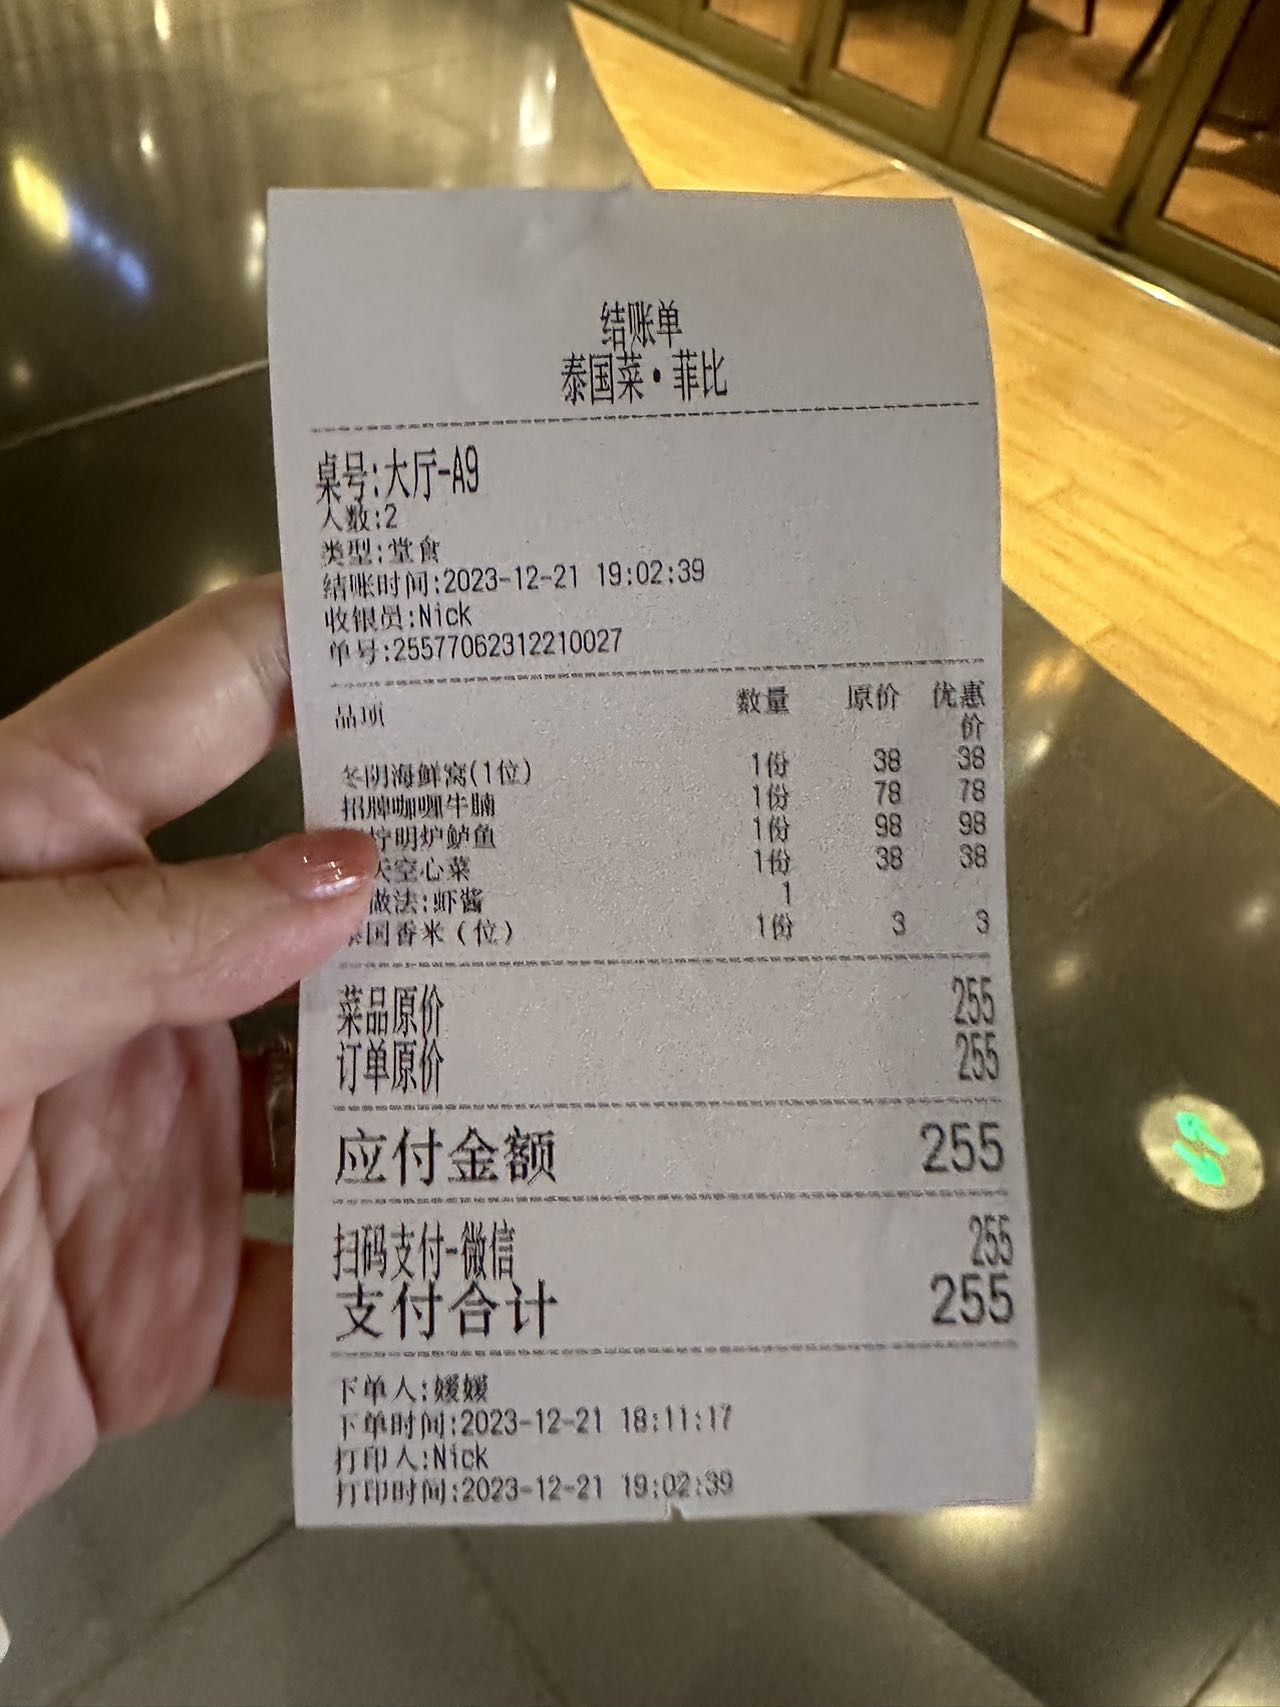 结账单
泰国菜·菲比
桌号:大厅-A9
人数:2
类型:堂食
结账时间:2023-12-21 19:02:39
收银员:Nick
单号:25577062312210027
品项 数量 原价 优惠价
冬阴海鲜窝(1位) 1份 38 38
招牌咖喱牛腩 1份 78 78
柠明炉鲈鱼 1份 98 98
空心菜 1份 38 38
做法:虾酱 1
国香米(位) 1份 3 3
菜品原价 255
订单原价 255
应付金额 255
扫码支付-微信 255
支付合计 255
下单人:媛媛
下单时间:2023-12-21 18:11:17
打印人:Nick
打印时间:2023-12-21 19:02:39